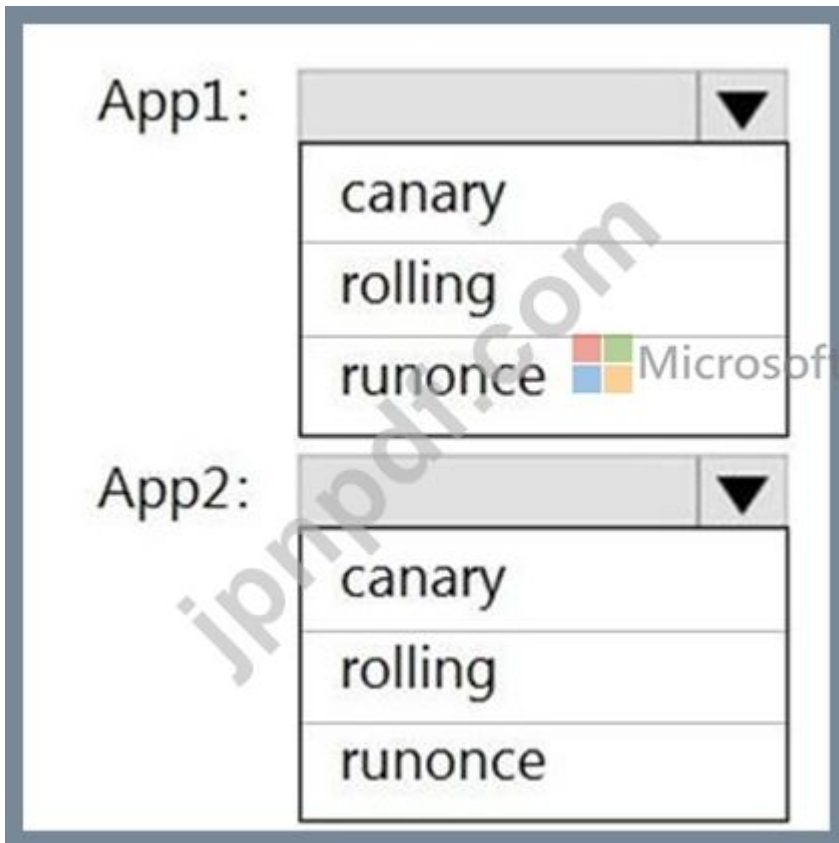 App1:
canary
rolling
runonce
Microsoft
App2:
canary
rolling
runonce
jpnpdf.com